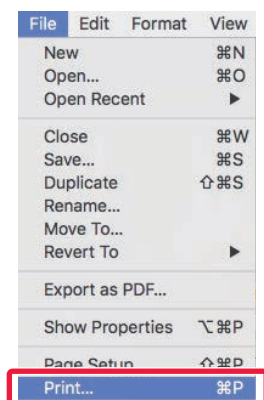 File Edit Format View
New ⌘N
Open... ⌘O
Open Recent ▶
Close ⌘W
Save... ⌘S
Duplicate ⇧⌘S
Rename...
Move To...
Revert To ▶
Export as PDF...
Show Properties ⌥⌘P
Page Setup ⇧⌘P
Print... ⌘P